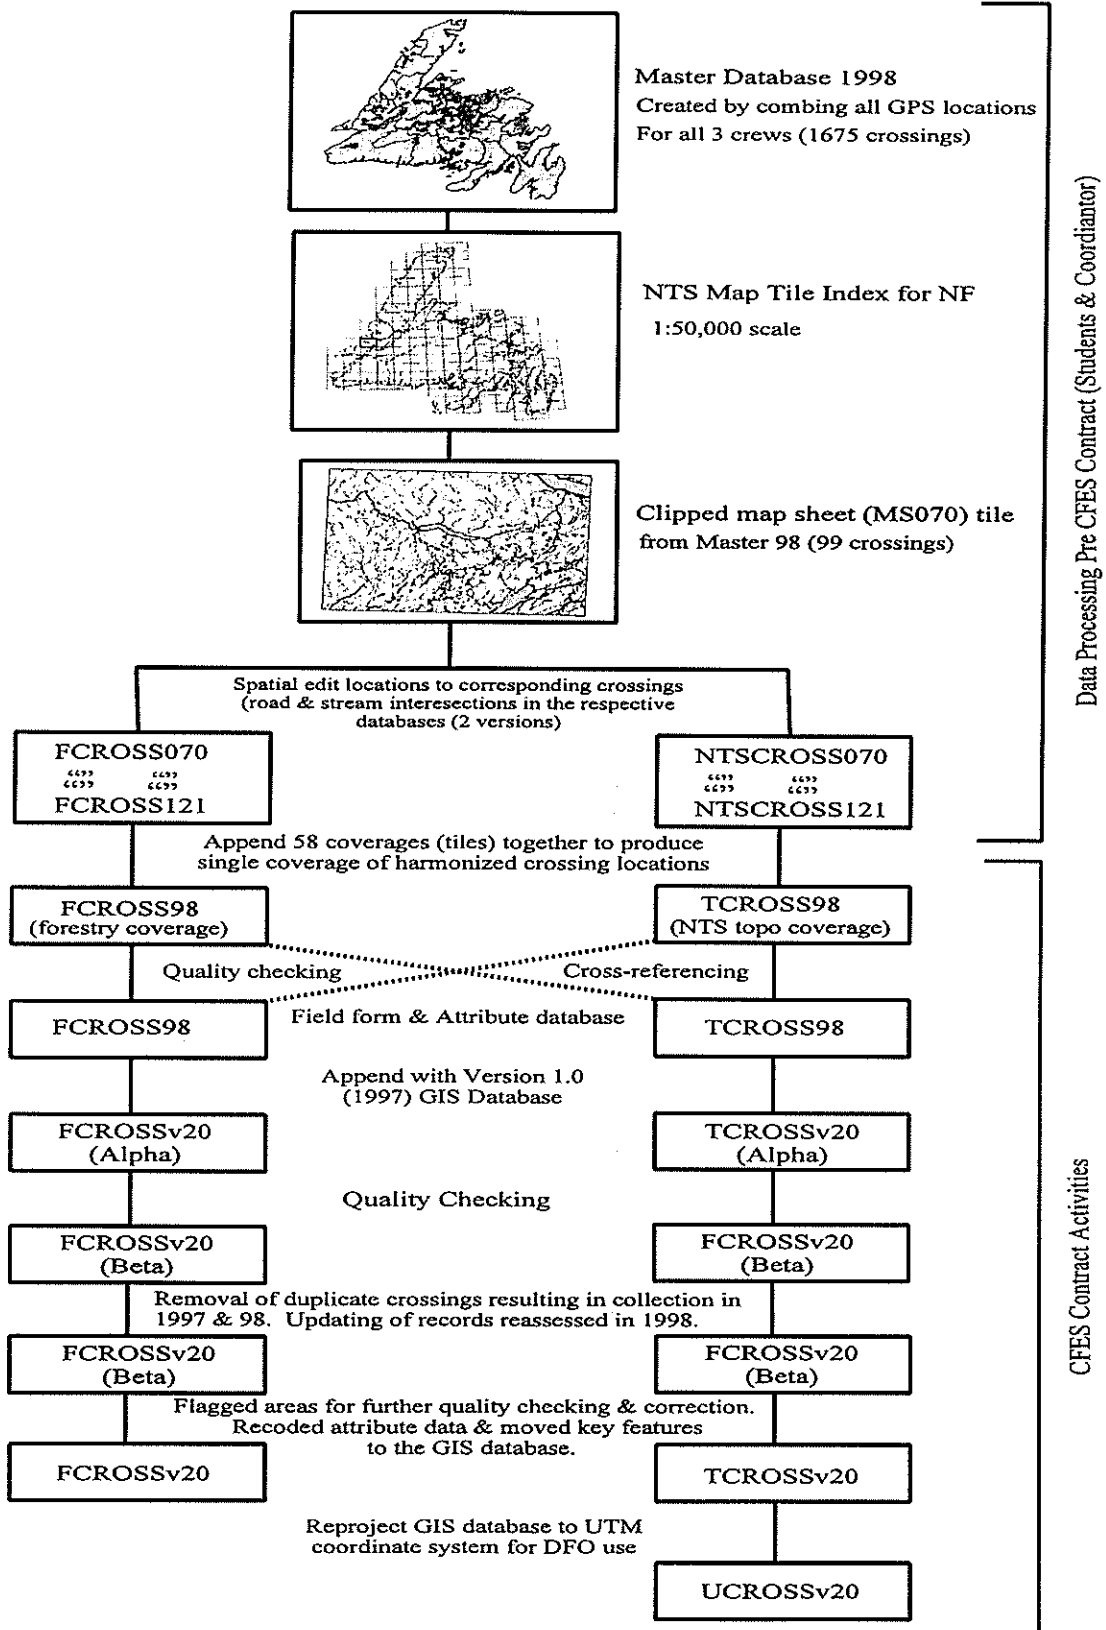 Master Database 1998
Created by combing all GPS locations
For all 3 crews (1675 crossings)
NTS Map Tile Index for NF
1:50,000 scale
Clipped map sheet (MS070) tile
from Master 98 (99 crossings)
Data Processing Pre CFES Contract (Students & Coordiantor)
Spatial edit locations to corresponding crossings
(road & stream interesections in the respective
databases (2 versions)
FCROSS070
“” “”
“” “”
FCROSS121
NTSCROSS070
“” “”
“” “”
NTSCROSS121
Append 58 coverages (tiles) together to produce
single coverage of harmonized crossing locations
FCROSS98
(forestry coverage)
TCROSS98
(NTS topo coverage)
Quality checking
Cross-referencing
FCROSS98
Field form & Attribute database
TCROSS98
Append with Version 1.0
(1997) GIS Database
FCROSSv20
(Alpha)
TCROSSv20
(Alpha)
Quality Checking
FCROSSv20
(Beta)
FCROSSv20
(Beta)
Removal of duplicate crossings resulting in collection in
1997 & 98. Updating of records reassessed in 1998.
FCROSSv20
(Beta)
FCROSSv20
(Beta)
Flagged areas for further quality checking & correction.
Recoded attribute data & moved key features
to the GIS database.
FCROSSv20
TCROSSv20
Reproject GIS database to UTM
coordinate system for DFO use
UCROSSv20
CFES Contract Activities